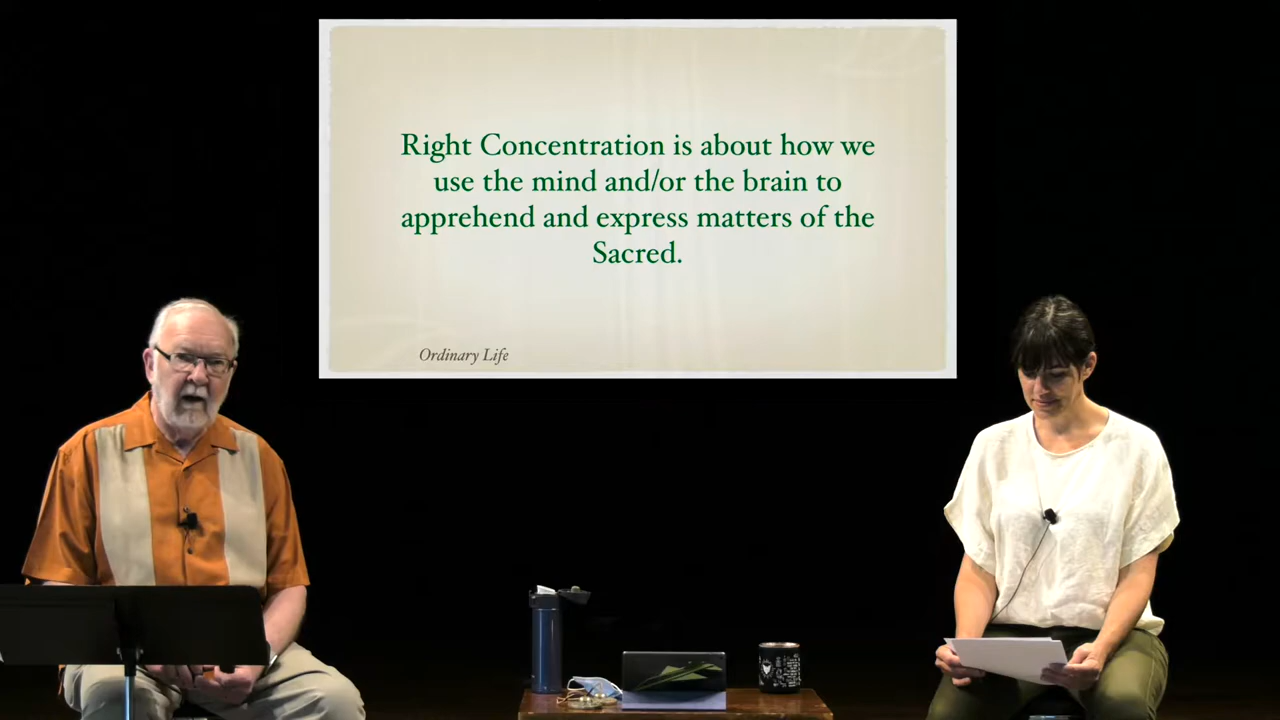 Right Concentration is about how we
use the mind and/or the brain to
apprehend and express matters of the
Sacred.
Ordinary Life